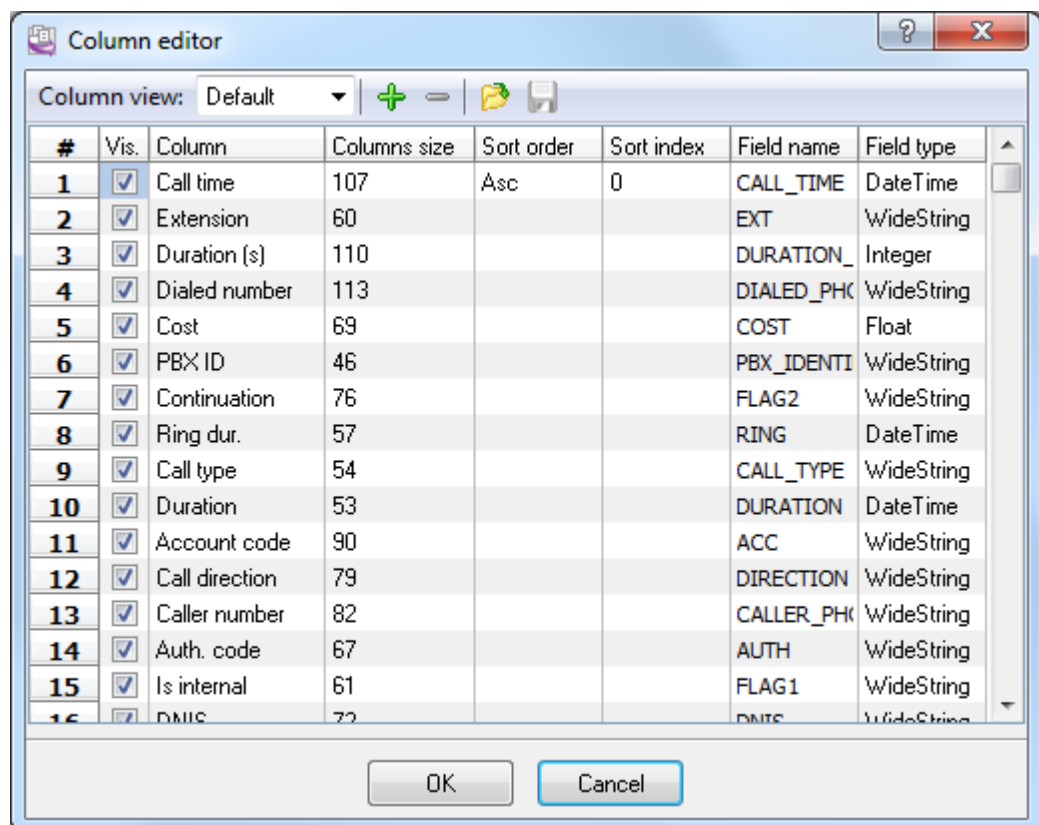 Column editor
Column view: Default
# Vis. Column Columns size Sort order Sort index Field name Field type
1 Call time 107 Asc 0 CALL_TIME DateTime
2 Extension 60 EXT WideString
3 Duration (s) 110 DURATION_ Integer
4 Dialed number 113 DIALED_PH WideString
5 Cost 69 COST Float
6 PBX ID 46 PBX_IDENTI WideString
7 Continuation 76 FLAG2 WideString
8 Ring dur. 57 RING DateTime
9 Call type 54 CALL_TYPE WideString
10 Duration 53 DURATION DateTime
11 Account code 90 ACC WideString
12 Call direction 79 DIRECTION WideString
13 Caller number 82 CALLER_PH WideString
14 Auth. code 67 AUTH WideString
15 Is internal 61 FLAG1 WideString
16 DNIS 72 DNIS WideString
OK Cancel